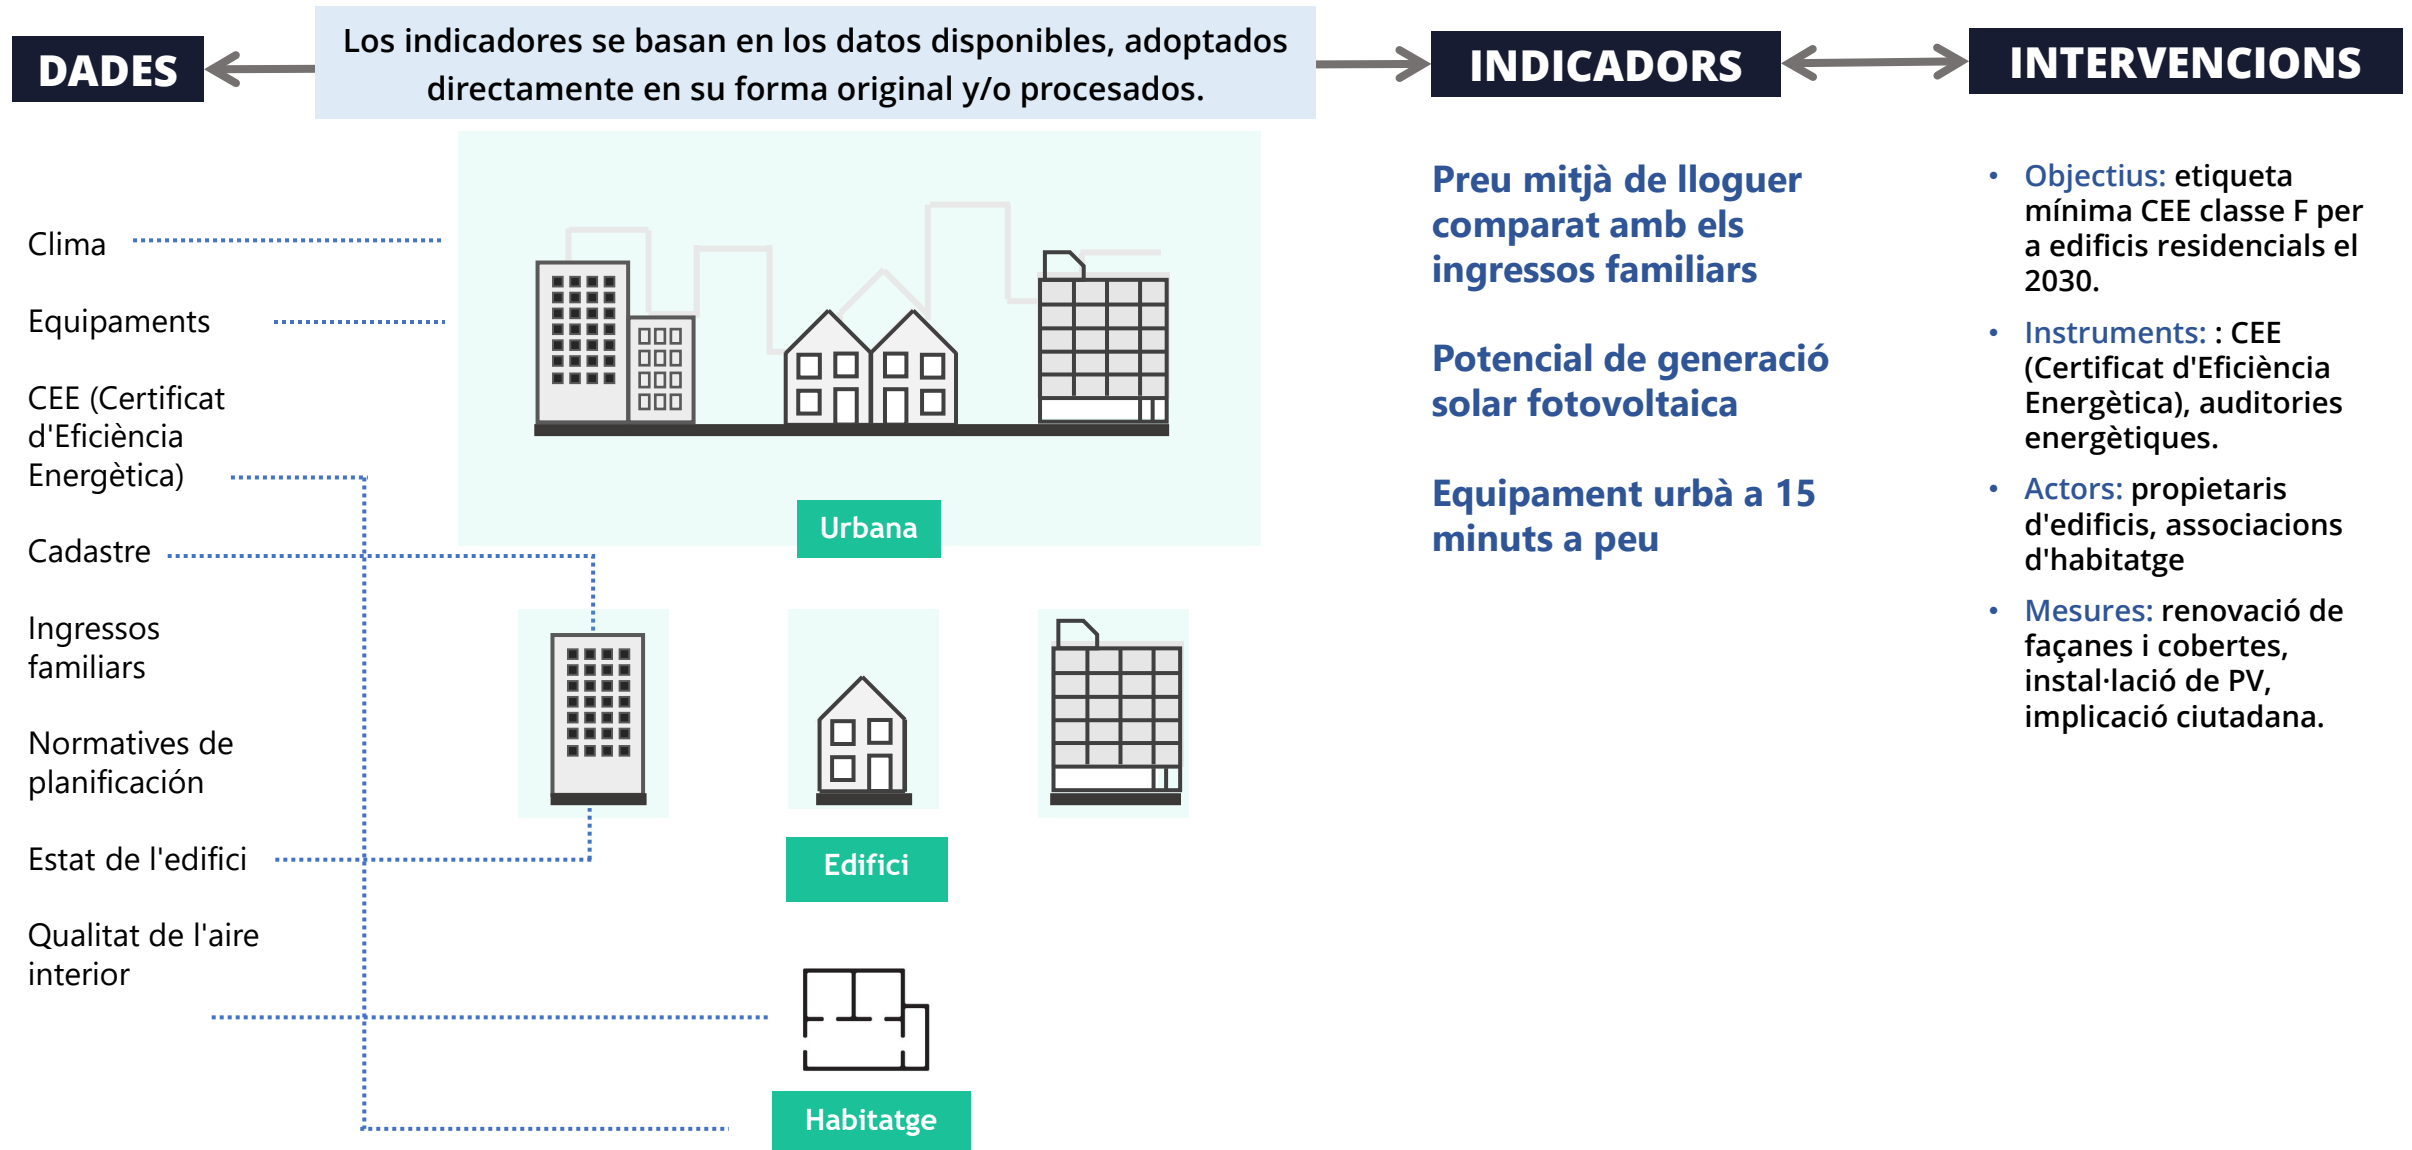 DADES
Los indicadores se basan en los datos disponibles, adoptados
directamente en su forma original y/o procesados.
INDICADORS
INTERVENCIONS
Clima
Equipaments
CEE (Certificat
d'Eficiència
Energètica)
Cadastre
Ingressos
familiars
Normatives de
planificación
Estat de l'edifici
Qualitat de l'aire
interior
Urbana
Edifici
Habitatge
Preu mitjà de lloguer
comparat amb els
ingressos familiars
Potencial de generació
solar fotovoltaica
Equipament urbà a 15
minuts a peu
• Objectius: etiqueta
mínima CEE classe F per
a edificis residencials el
2030.
• Instruments: : CEE
(Certificat d'Eficiència
Energètica), auditories
energètiques.
• Actors: propietaris
d'edificis, associacions
d'habitatge
• Mesures: renovació de
façanes i cobertes,
instal·lació de PV,
implicació ciutadana.